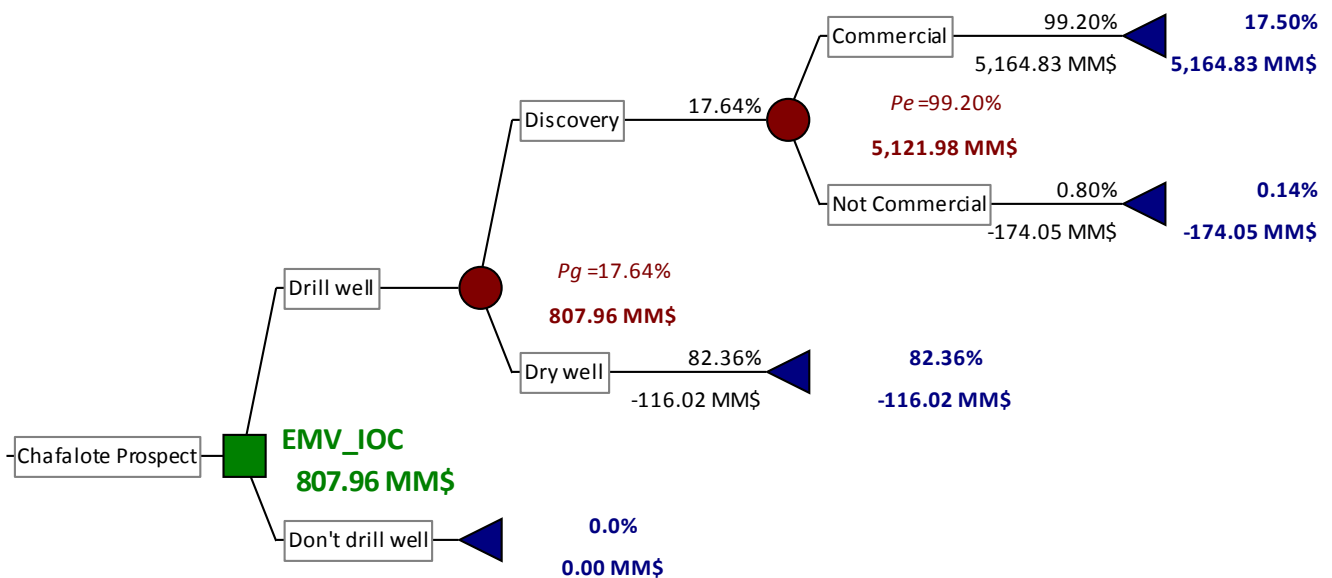 Commercial
99.20%
17.50%
5,164.83 MM$
5,164.83 MM$
Discovery
17.64%
Pe =99.20%
5,121.98 MM$
Not Commercial
0.80%
0.14%
-174.05 MM$
-174.05 MM$
Drill well
Pg =17.64%
807.96 MM$
Dry well
82.36%
82.36%
-116.02 MM$
-116.02 MM$
Chafalote Prospect
EMV_IOC
807.96 MM$
Don't drill well
0.0%
0.00 MM$